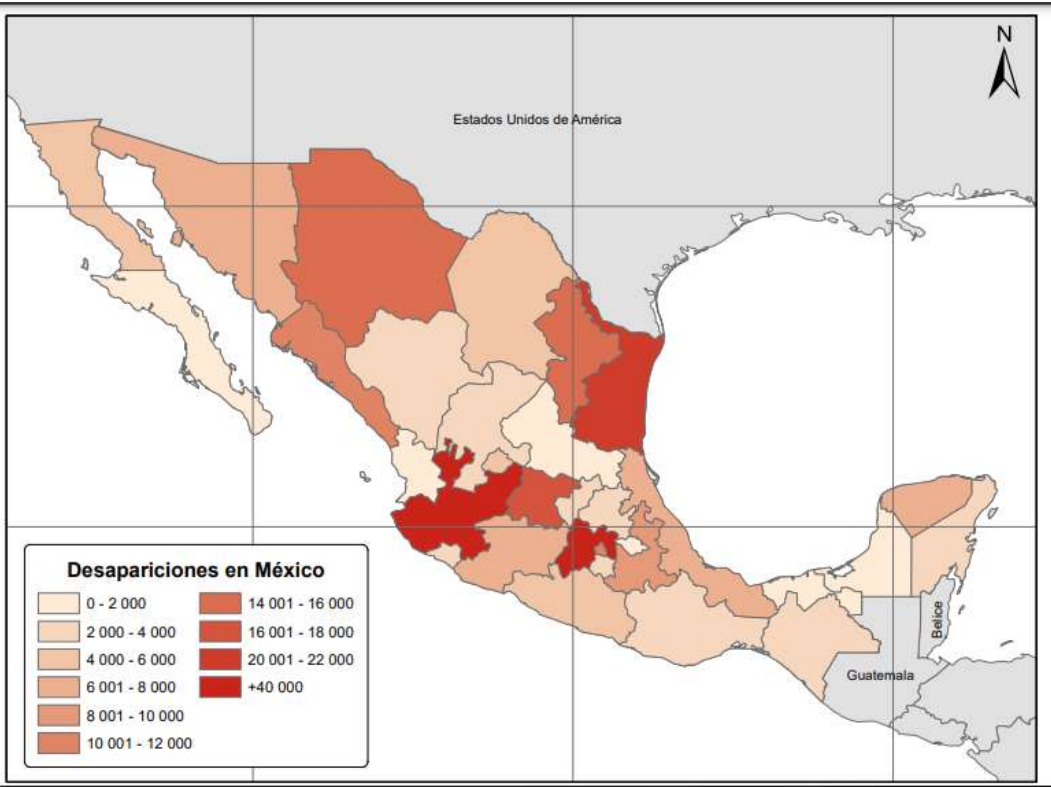 N
Estados Unidos de América
Desapariciones en México
0 - 2 000
2 000 - 4 000
4 000 - 6 000
6 001 - 8 000
8 001 - 10 000
10 001 - 12 000
14 001 - 16 000
16 001 - 18 000
20 001 - 22 000
+40 000
Belice
Guatemala